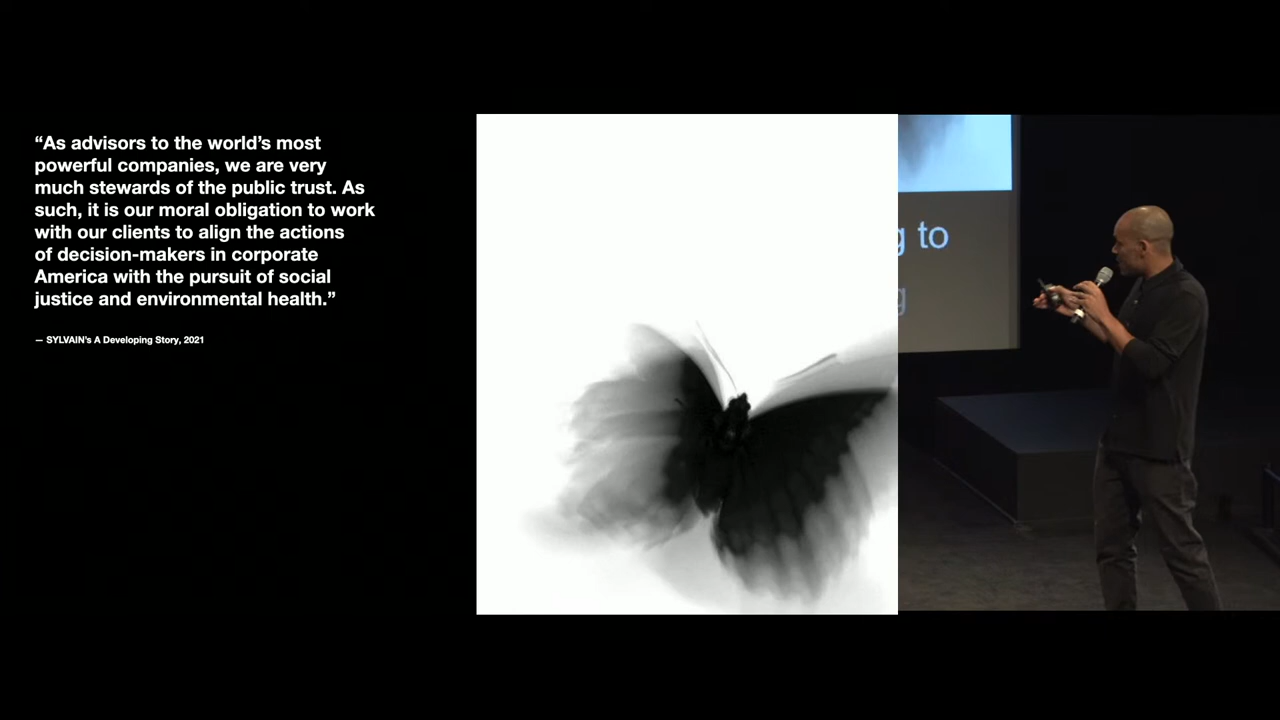 “As advisors to the world’s most
powerful companies, we are very
much stewards of the public trust. As
such, it is our moral obligation to work
with our clients to align the actions
of decision-makers in corporate
America with the pursuit of social
justice and environmental health.”
— SYLVAIN’s A Developing Story, 2021
g to
g